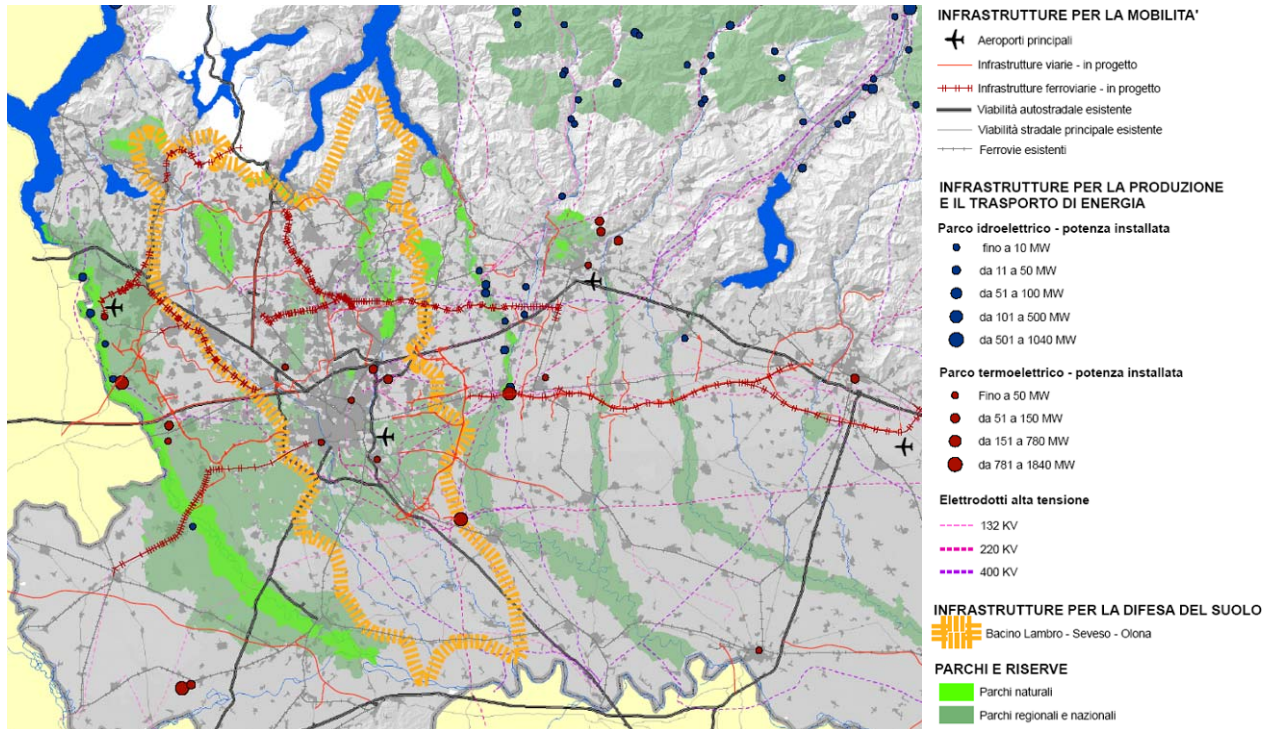 INFRASTRUTTURE PER LA MOBILITA'
Aeroporti principali
Infrastrutture viarie - in progetto
Infrastrutture ferroviarie - in progetto
Viabilità autostradale esistente
Viabilità stradale principale esistente
Ferrovie esistenti
INFRASTRUTTURE PER LA PRODUZIONE
E IL TRASPORTO DI ENERGIA
Parco idroelettrico - potenza installata
fino a 10 MW
da 11 a 50 MW
da 51 a 100 MW
da 101 a 500 MW
da 501 a 1040 MW
Parco termoelettrico - potenza installata
Fino a 50 MW
da 51 a 150 MW
da 151 a 780 MW
da 781 a 1840 MW
Elettrodotti alta tensione
132 KV
220 KV
400 KV
INFRASTRUTTURE PER LA DIFESA DEL SUOLO
Bacino Lambro - Seveso - Olona
PARCHI E RISERVE
Parchi naturali
Parchi regionali e nazionali